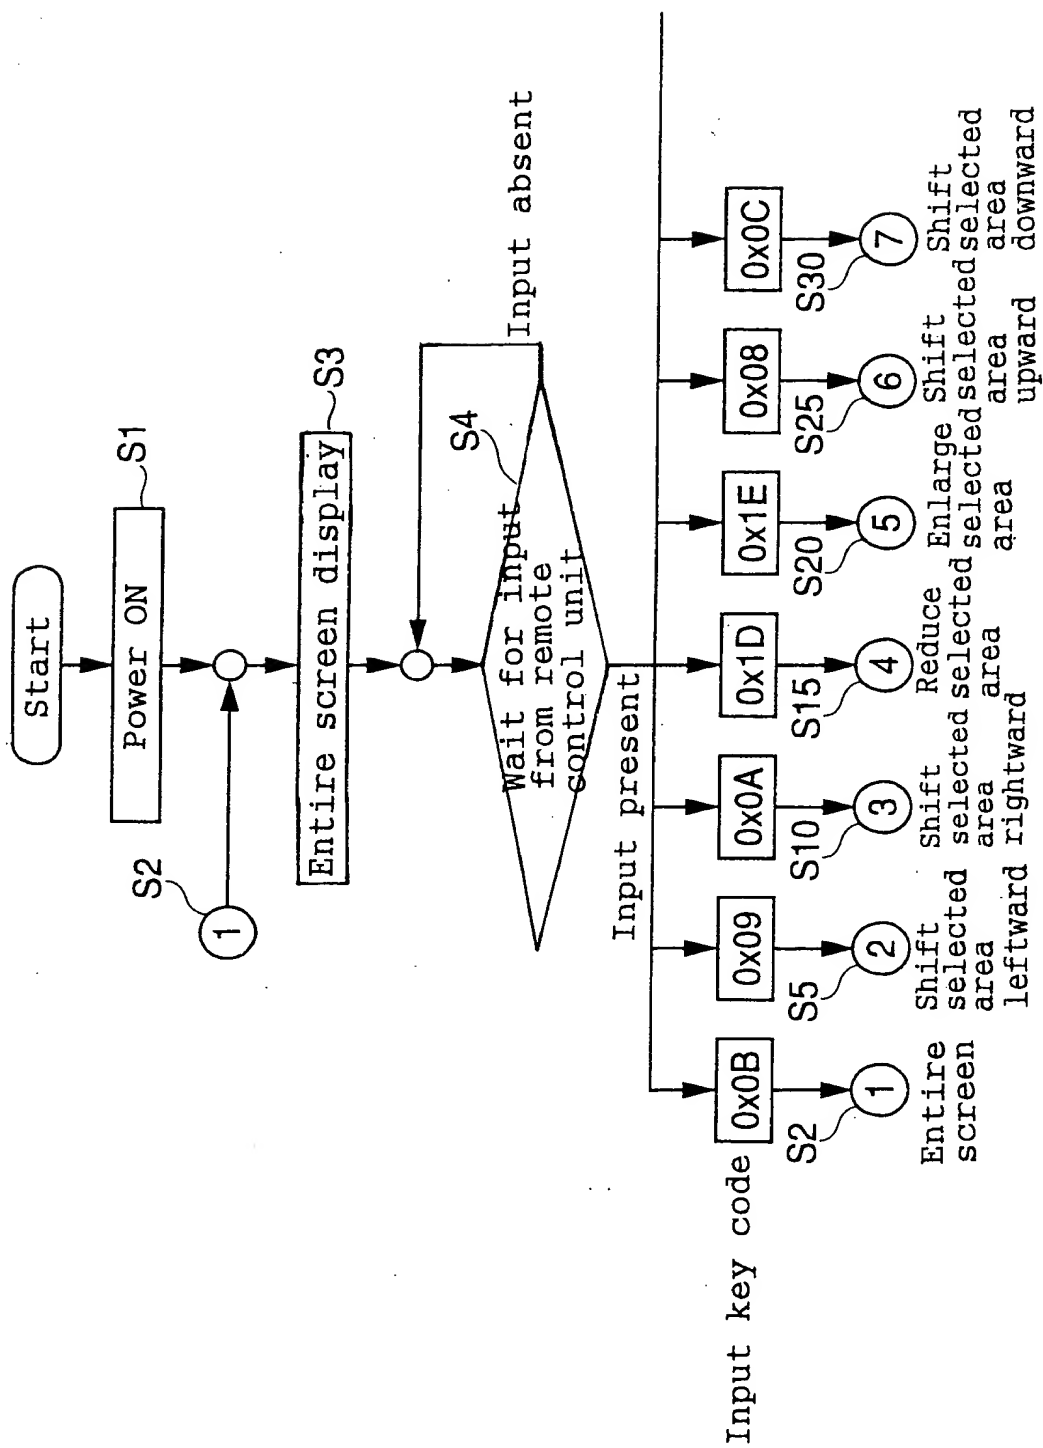 Start
Power ON
S1
S2
1
Entire screen display
S3
Wait for input
from remote
control unit
S4
Input absent
Input present
Input key code
0x0B
0x09
0x0A
0x1D
0x1E
0x08
0x0C
S2
S5
S10
S15
S20
S25
S30
1
2
3
4
5
6
7
Entire
screen
Shift
selected
area
leftward
Shift
selected
area
rightward
Reduce
selected
area
Enlarge
selected
area
Shift
selected
area
upward
Shift
selected
area
downward